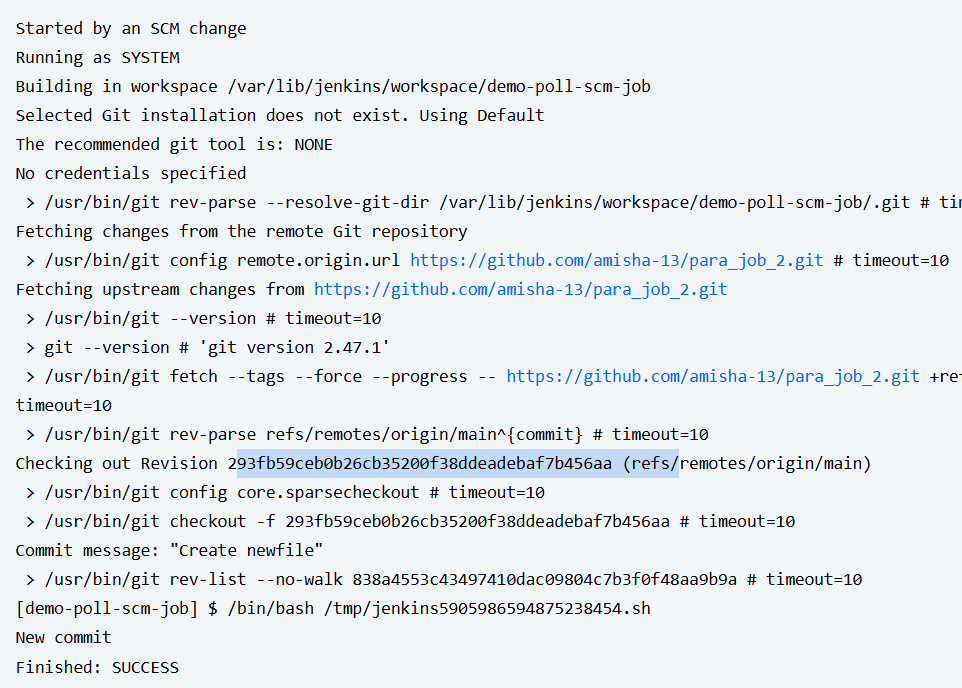 Started by an SCM change
Running as SYSTEM
Building in workspace /var/lib/jenkins/workspace/demo-poll-scm-job
Selected Git installation does not exist. Using Default
The recommended git tool is: NONE
No credentials specified
> /usr/bin/git rev-parse --resolve-git-dir /var/lib/jenkins/workspace/demo-poll-scm-job/.git #
Fetching changes from the remote Git repository
> /usr/bin/git config remote.origin.url https://github.com/amisha-13/para_job_2.git # timeout=10
Fetching upstream changes from https://github.com/amisha-13/para_job_2.git
> /usr/bin/git --version # timeout=10
> git --version # 'git version 2.47.1'
> /usr/bin/git fetch --tags --force --progress -- https://github.com/amisha-13/para_job_2.git
timeout=10
> /usr/bin/git rev-parse refs/remotes/origin/main^{commit} # timeout=10
Checking out Revision 293fb59ceb0b26cb35200f38ddeadebaf7b456aa (refs/remotes/origin/main)
> /usr/bin/git config core.sparsecheckout # timeout=10
> /usr/bin/git checkout -f 293fb59ceb0b26cb35200f38ddeadebaf7b456aa # timeout=10
Commit message: "Create newfile"
> /usr/bin/git rev-list --no-walk 838a4553c43497410dac09804c7b3f0f48aa9b9a # timeout=10
[demo-poll-scm-job] $ /bin/bash /tmp/jenkins5905986594875238454.sh
New commit
Finished: SUCCESS